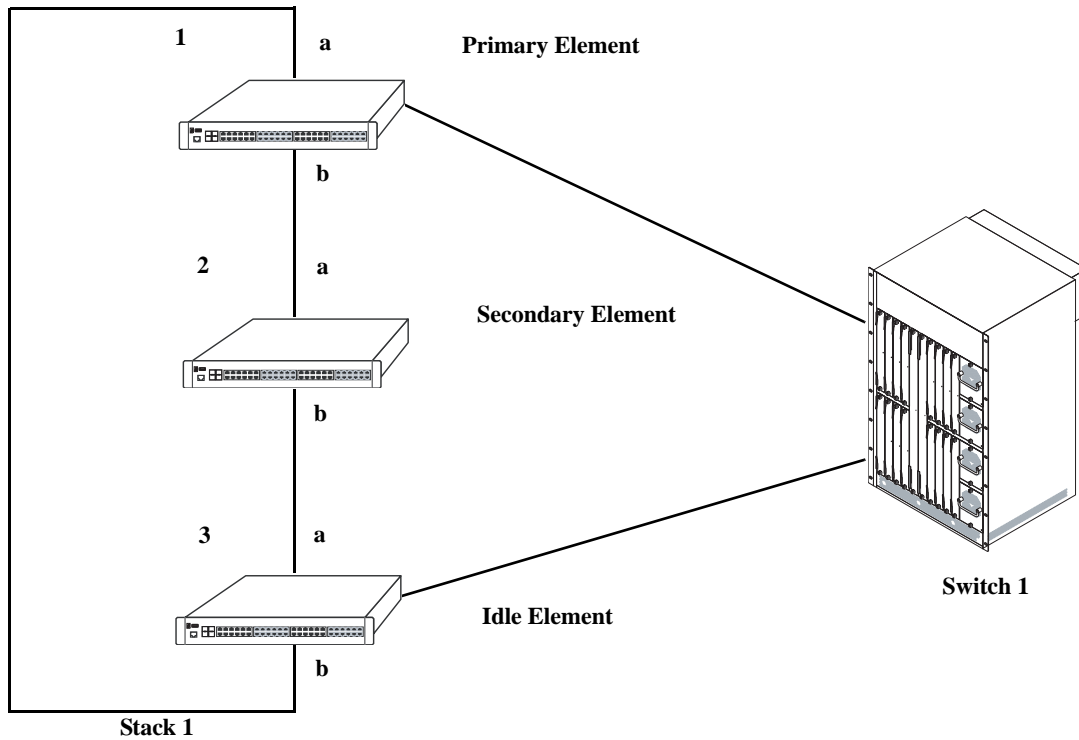 1
a
Primary Element
b
2
a
Secondary Element
b
3
a
Idle Element
b
Switch 1
Stack 1